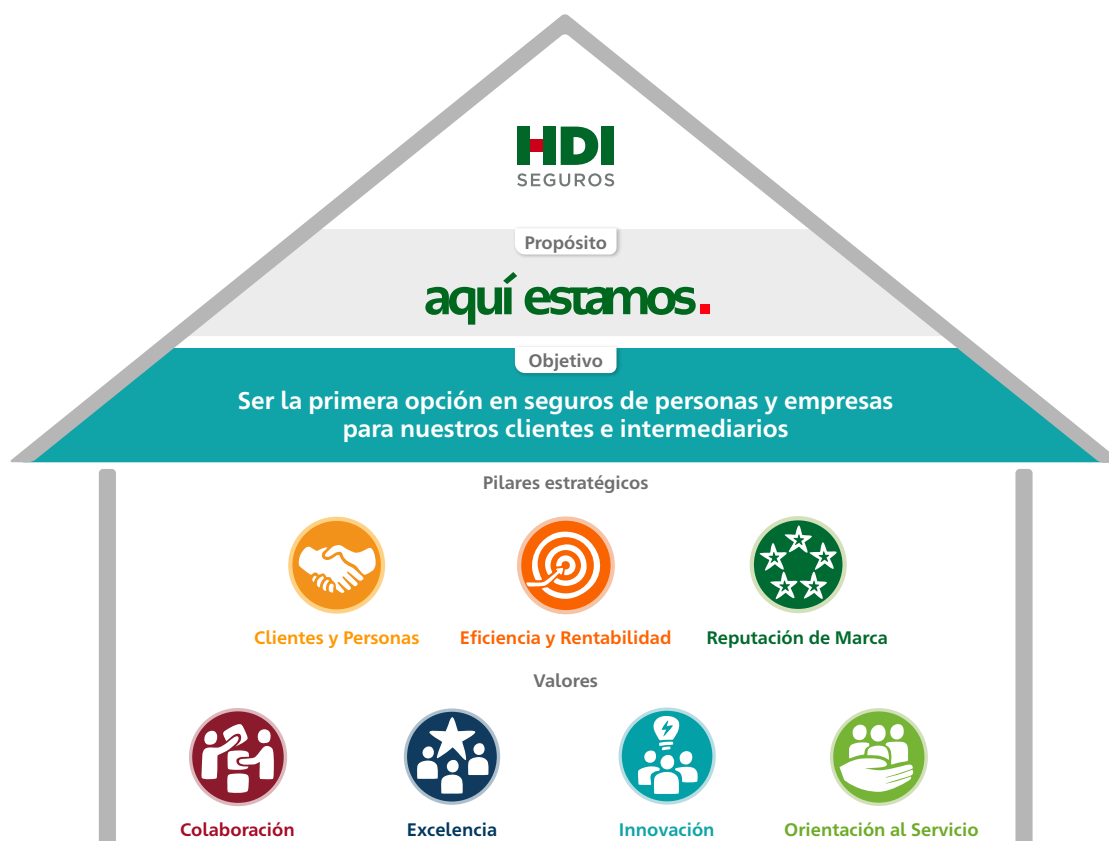 HDI
SEGUROS
Propósito
aquí estamos.
Objetivo
Ser la primera opción en seguros de personas y empresas
para nuestros clientes e intermediarios
Pilares estratégicos
Clientes y Personas
Eficiencia y Rentabilidad
Reputación de Marca
Valores
Colaboración
Excelencia
Innovación
Orientación al Servicio